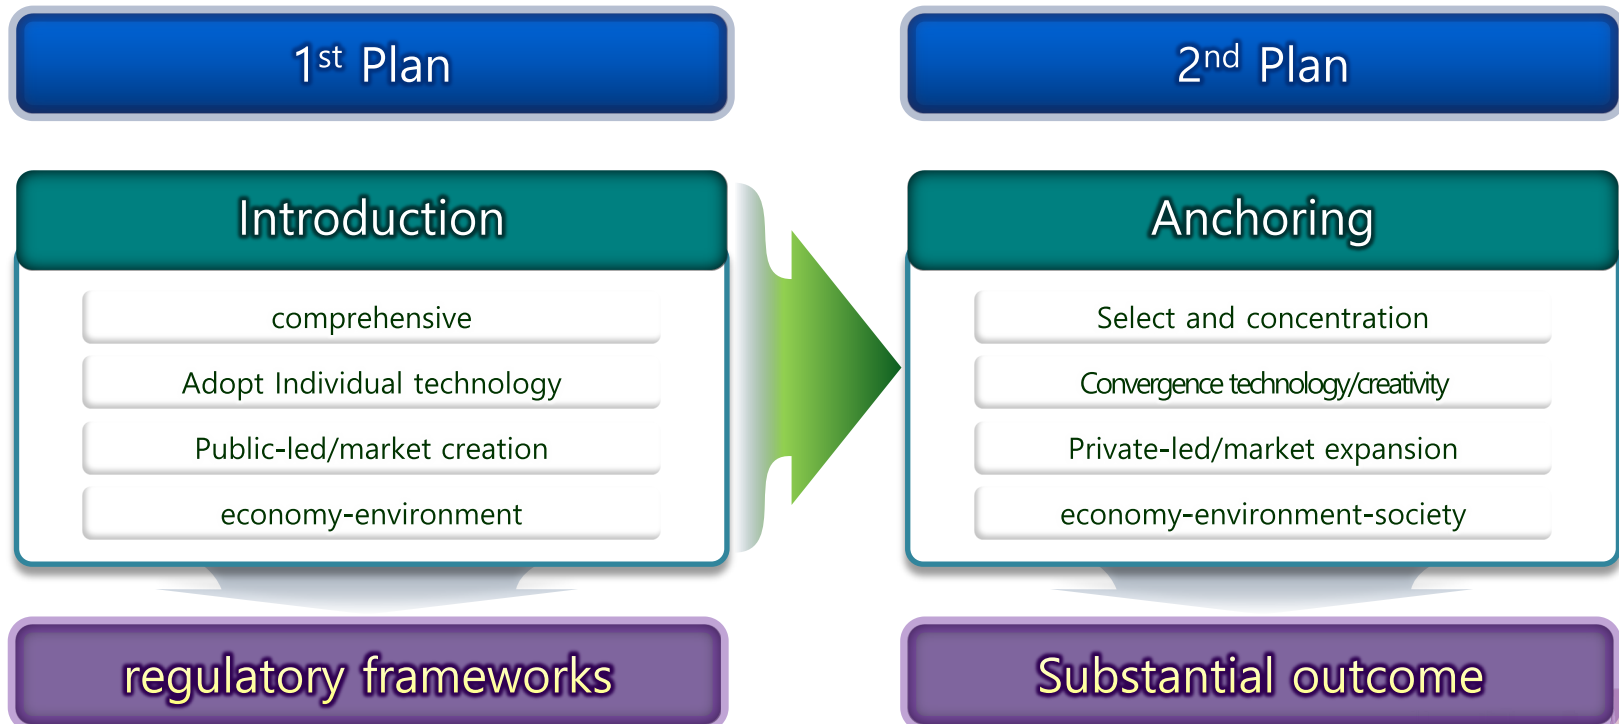 1st Plan
Introduction
comprehensive
Adopt Individual technology
Public-led/market creation
economy-environment
regulatory frameworks
2nd Plan
Anchoring
Select and concentration
Convergence technology/creativity
Private-led/market expansion
economy-environment-society
Substantial outcome